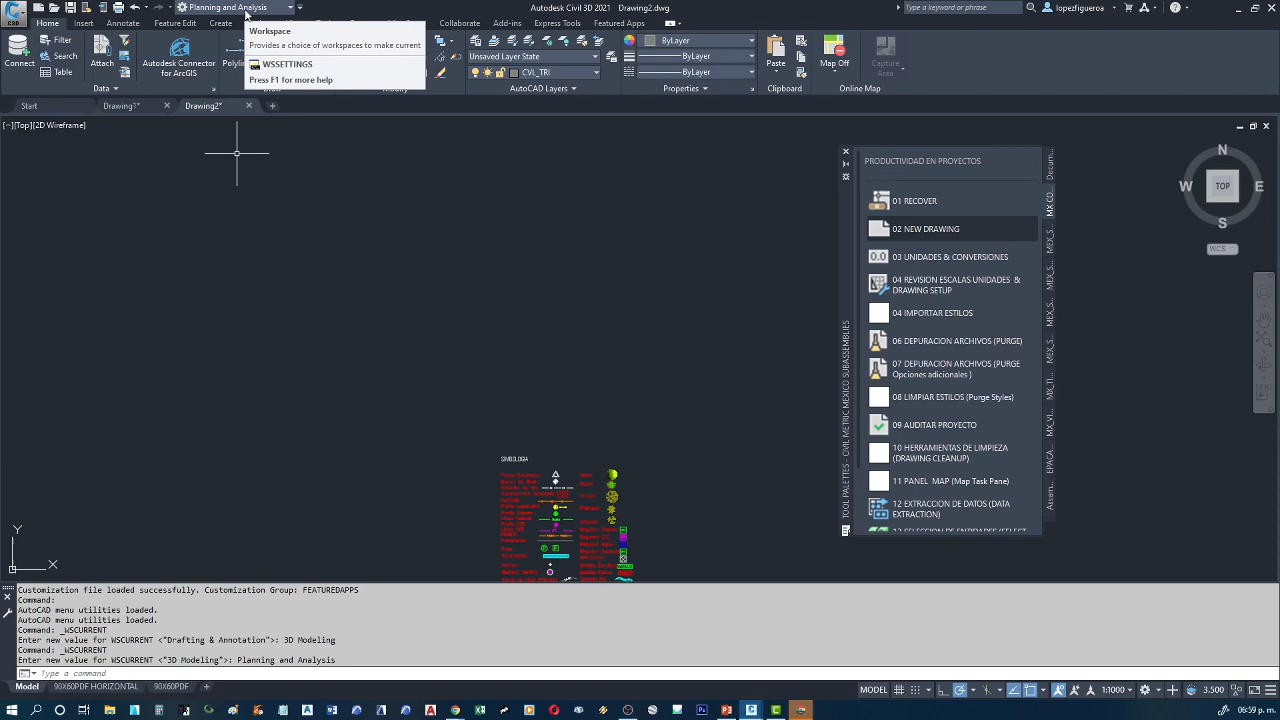 Planning and Analysis
Autodesk Civil 3D 2021 Drawing2.dwg
Type a keyword or phrase
lopezfigueroa
Home Insert Annotate Feature Edit Create
Collaborate Express Tools Featured Apps
Workspace
Provides a choice of workspaces to make current
WSSETTINGS
Press F1 for more help
Connect
Filter
Search
Table
Attach
Autodesk Connector
for ArcGIS
Unsaved Layer State
CVL_TRI
ByLayer
ByLayer
ByLayer
Paste
Map Off
Capture
Area
Data
AutoCAD Layers
Properties
Clipboard
Online Map
Start Drawing1* Drawing2*
[−][Top][2D Wireframe]
N
W TOP E
S
WCS
PRODUCTIVIDAD EN PROYECTOS
01 RECOVER
02 NEW DRAWING
03 UNIDADES & CONVERSIONES
04 REVISION ESCALAS UNIDADES &
DRAWING SETUP
04 IMPORTAR ESTILOS
06 DEPURACION ARCHIVOS (PURGE)
07 DEPURACION ARCHIVOS (PURGE
Opciones adicionales )
08 LIMPIAR ESTILOS (Purge Styles)
09 AUDITAR PROYECTO
10 HERRAMIENTAS DE LIMPIEZA
(DRAWING CLEANUP)
11 PANEL MAP (Map Task Pane)
12 EXTRACCION DE DATOS (DATA
EXTRACTION)
TOOL PALETTES - CIVIL METRIC MEXICO SUBASSEMBLIES
SIMBOLOGIA
Y
X
Customization file loaded successfully. Customization Group: FEATUREDAPPS
Command:
AutoCAD menu utilities loaded.
AutoCAD menu utilities loaded.
Command: _WSCURRENT
Enter new value for WSCURRENT <"Drafting & Annotation">: 3D Modeling
Command: _WSCURRENT
Enter new value for WSCURRENT <"3D Modeling">: Planning and Analysis
Type a command
Model 90X60PDF HORIZONTAL 90X60PDF
MODEL
1:1000
3.500
06:59 p. m.